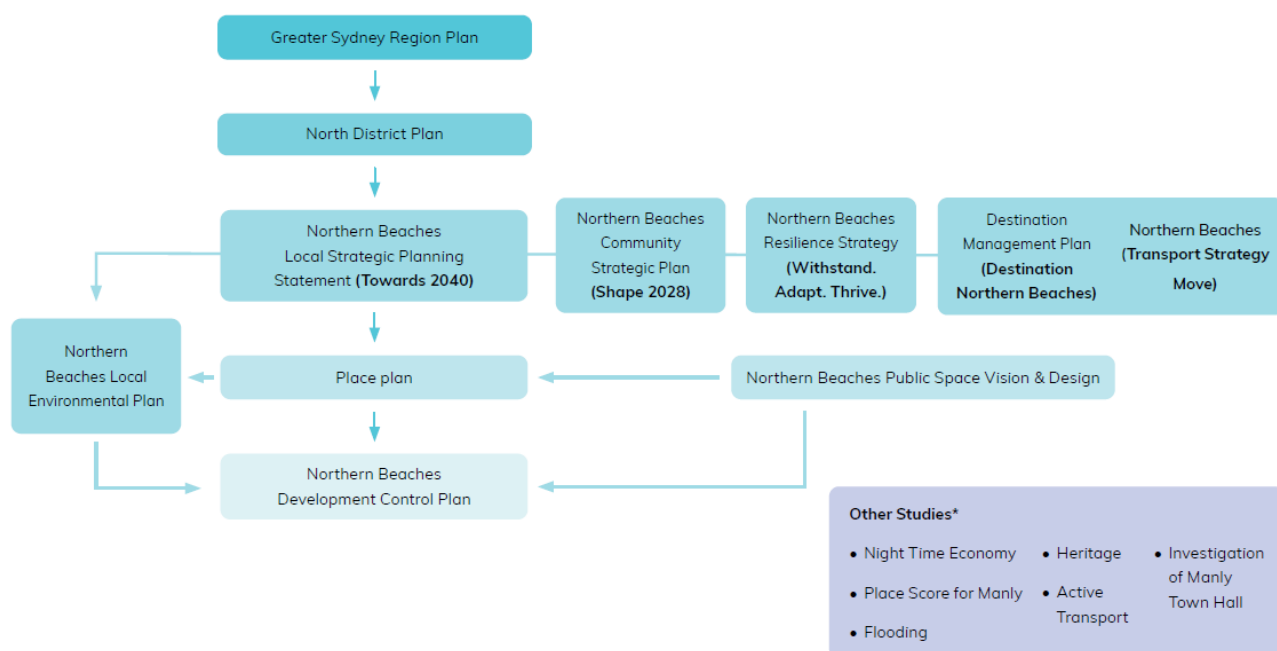 Greater Sydney Region Plan
North District Plan
Northern Beaches
Local Strategic Planning
Statement (Towards 2040)
Northern Beaches
Community
Strategic Plan
(Shape 2028)
Northern Beaches
Resilience Strategy
(Withstand.
Adapt. Thrive.)
Destination
Management Plan
(Destination
Northern Beaches)
Northern Beaches
(Transport Strategy
Move)
Northern
Beaches Local
Environmental Plan
Place plan
Northern Beaches Public Space Vision & Design
Northern Beaches
Development Control Plan
Other Studies*
• Night Time Economy
• Place Score for Manly
• Flooding
• Heritage
• Active
Transport
• Investigation
of Manly
Town Hall